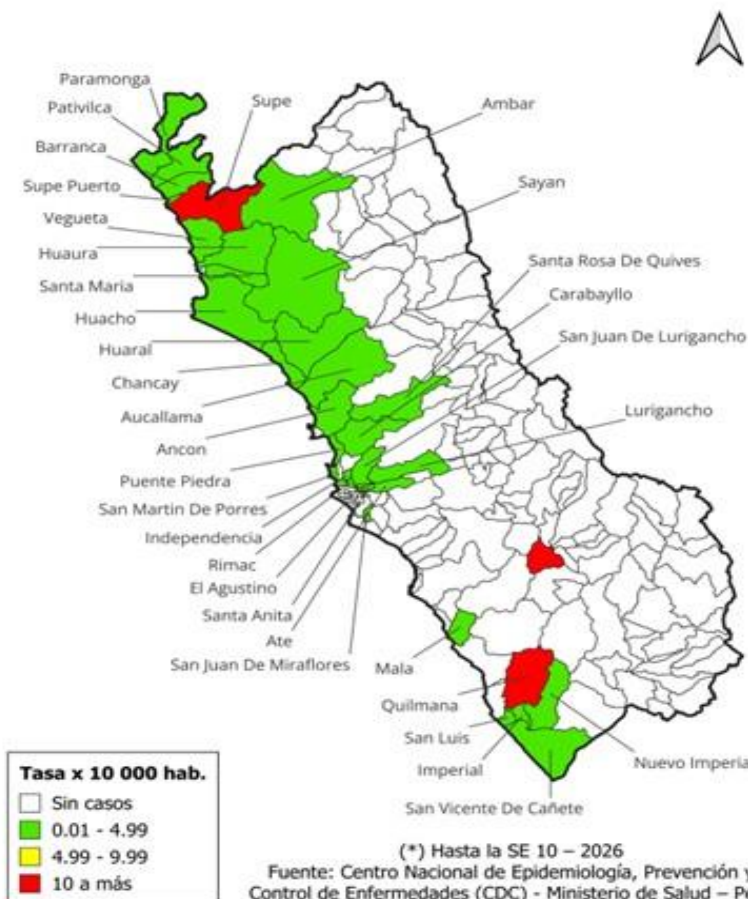 Paramonga
Pativilca
Supe
Ambar
Barranca
Sayan
Supe Puerto
Vegueta
Huaura
Santa Rosa De Quives
Santa Maria
Carabayllo
Huacho
San Juan De Lurigancho
Huaral
Chancay
Lurigancho
Aucallama
Ancon
Puente Piedra
San Martin De Porres
Independencia
Rimac
El Agustino
Santa Anita
Ate
San Juan De Miraflores
Mala
Quilmana
San Luis
Nuevo Imperia
Imperial
San Vicente De Cañete
Tasa x 10 000 hab.
Sin casos
0.01 - 4.99
4.99 - 9.99
10 a más
(*) Hasta la SE 10 – 2026
Fuente: Centro Nacional de Epidemiología, Prevención y
Control de Enfermedades (CDC) - Ministerio de Salud – Pe